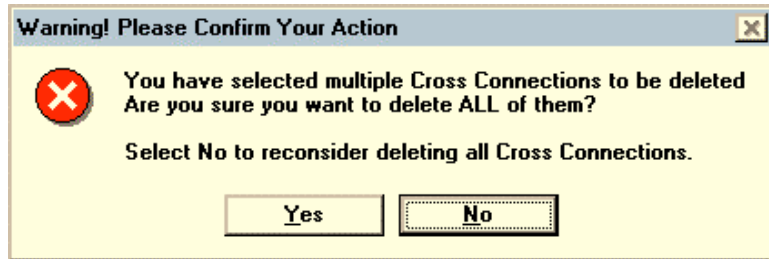 Warning! Please Confirm Your Action
You have selected multiple Cross Connections to be deleted
Are you sure you want to delete ALL of them?
Select No to reconsider deleting all Cross Connections.
Yes
No